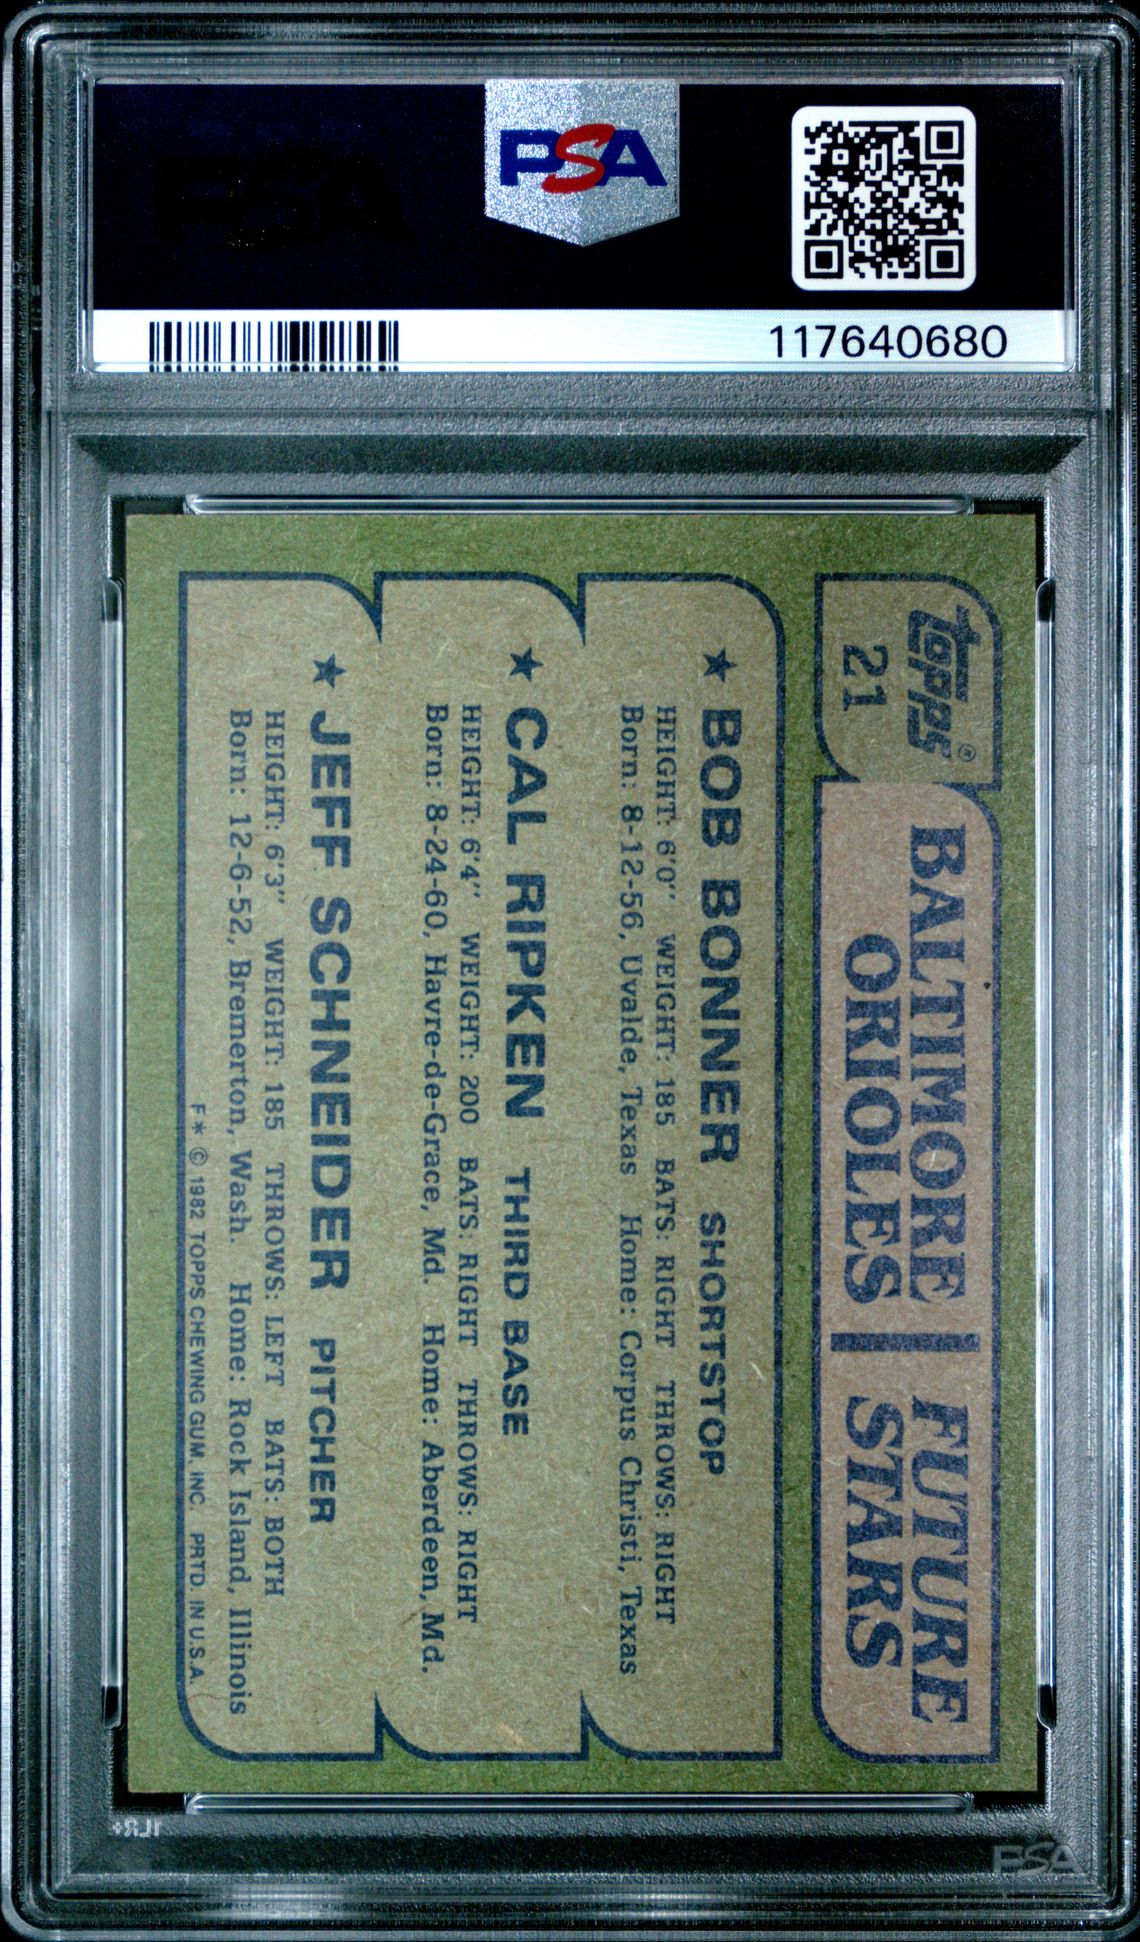 PSA
117640680
topps®
21
BALTIMORE | FUTURE
ORIOLES | STARS
★ BOB BONNER SHORTSTOP
HEIGHT: 6'0" WEIGHT: 185 BATS: RIGHT THROWS: RIGHT
Born: 8-12-56, Uvalde, Texas Home: Corpus Christi, Texas
★ CAL RIPKEN THIRD BASE
HEIGHT: 6'4" WEIGHT: 200 BATS: RIGHT THROWS: RIGHT
Born: 8-24-60, Havre-de-Grace, Md. Home: Aberdeen, Md.
★ JEFF SCHNEIDER PITCHER
HEIGHT: 6'3" WEIGHT: 185 THROWS: LEFT BATS: BOTH
Born: 12-6-52, Bremerton, Wash. Home: Rock Island, Illinois
F* © 1982 TOPPS CHEWING GUM, INC. PRTD. IN U.S.A.
PSA